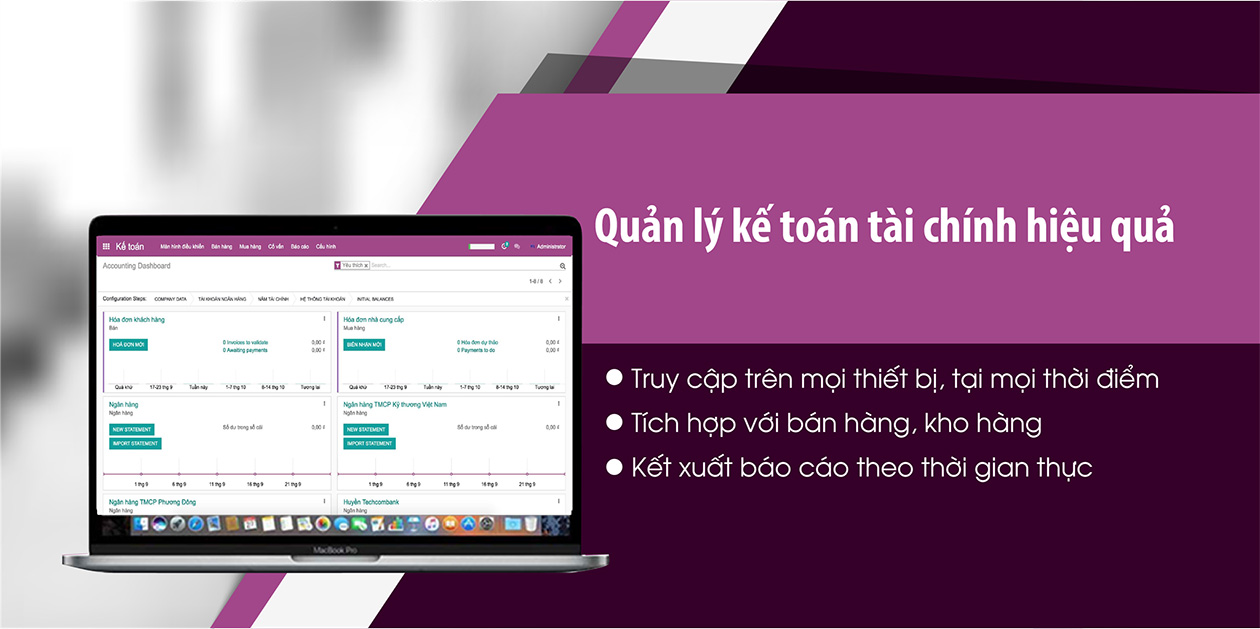 Quản lý kế toán tài chính hiệu quả
Truy cập trên mọi thiết bị, tại mọi thời điểm
Tích hợp với bán hàng, kho hàng
Kết xuất báo cáo theo thời gian thực
Kế toán Màn hình điều khiển Bán hàng Mua hàng Cố vấn Báo cáo Cấu hình Administrator
Accounting Dashboard Yêu thích x Search...
1-8 / 8
Configuration Steps: COMPANY DATA TÀI KHOẢN NGÂN HÀNG NĂM TÀI CHÍNH HỆ THỐNG TÀI KHOẢN INITIAL BALANCES
Hóa đơn khách hàng
Bán
HOÁ ĐƠN MỚI
0 Invoices to validate 0,00 ₫
0 Awaiting payments 0,00 ₫
Quá khứ 17-23 thg 9 Tuần này 1-7 thg 10 8-14 thg 10 Tương lai
Hóa đơn nhà cung cấp
Mua hàng
BIÊN NHẬN MỚI
0 Hóa đơn dự thảo 0,00 ₫
0 Payments to do 0,00 ₫
Quá khứ 17-23 thg 9 Tuần này 1-7 thg 10 8-14 thg 10 Tương lai
Ngân hàng
Ngân hàng
NEW STATEMENT
IMPORT STATEMENT
Số dư trong sổ cái 0,00 ₫
1 thg 9 6 thg 9 11 thg 9 16 thg 9 21 thg 9
Ngân hàng TMCP Kỹ thương Việt Nam
Ngân hàng
NEW STATEMENT
IMPORT STATEMENT
Số dư trong sổ cái 0,00 ₫
1 thg 9 6 thg 9 11 thg 9 16 thg 9 21 thg 9
Ngân hàng TMCP Phương Đông
Ngân hàng
Huyền Techcombank
Ngân hàng
MacBook Pro